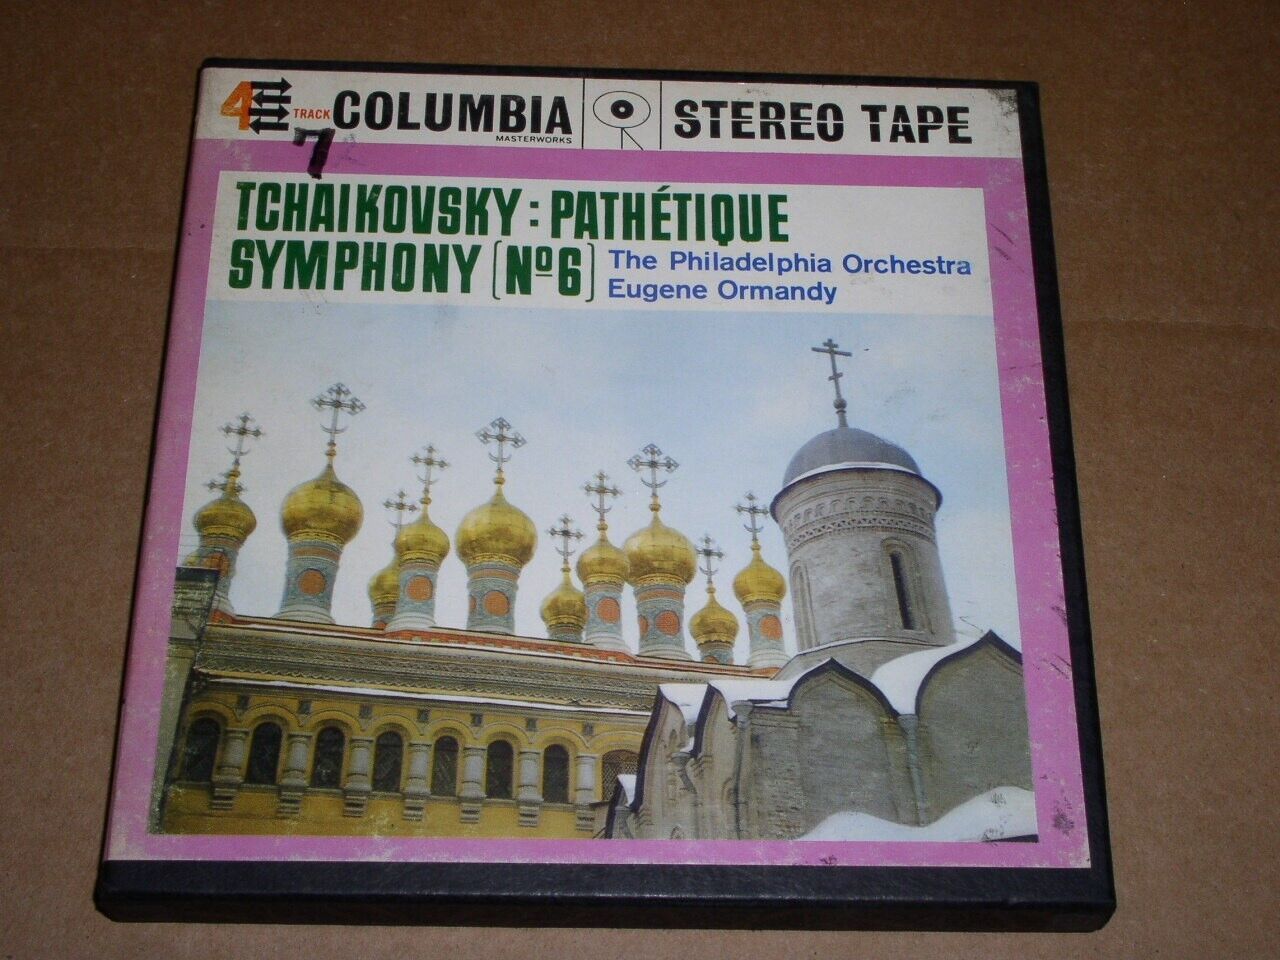 4 TRACK COLUMBIA STEREO TAPE
MASTERWORKS
7
TCHAIKOVSKY: PATHÉTIQUE
SYMPHONY (Nº6)
The Philadelphia Orchestra
Eugene Ormandy